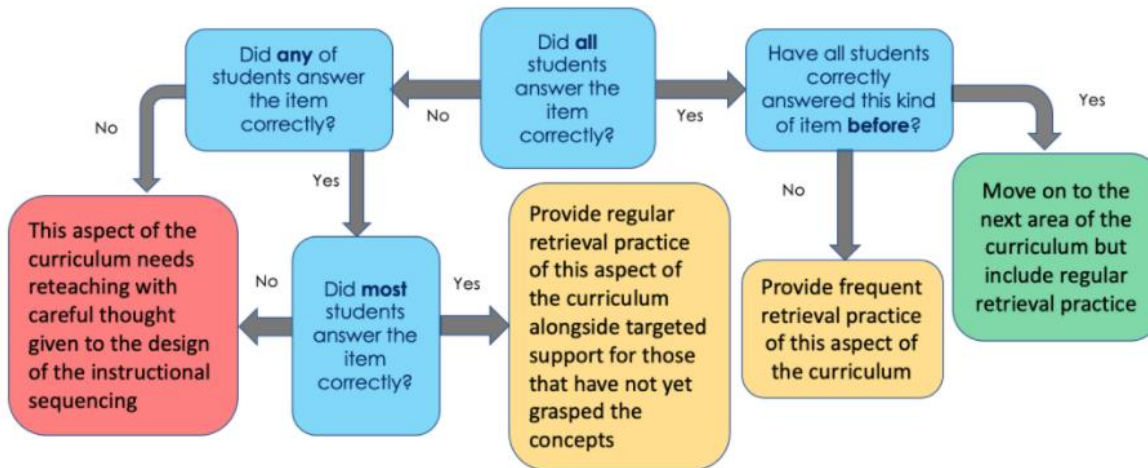 Did any of
students answer
the item
correctly?
Did all
students
answer the
item
correctly?
Have all students
correctly
answered this kind
of item before?
No
No
Yes
Yes
Yes
No
This aspect of the
curriculum needs
reteaching with
careful thought
given to the design
of the instructional
sequencing
No
Did most
students
answer the
item
correctly?
Yes
Provide regular
retrieval practice
of this aspect of
the curriculum
alongside targeted
support for those
that have not yet
grasped the
concepts
Provide frequent
retrieval practice
of this aspect of
the curriculum
Move on to the
next area of the
curriculum but
include regular
retrieval practice